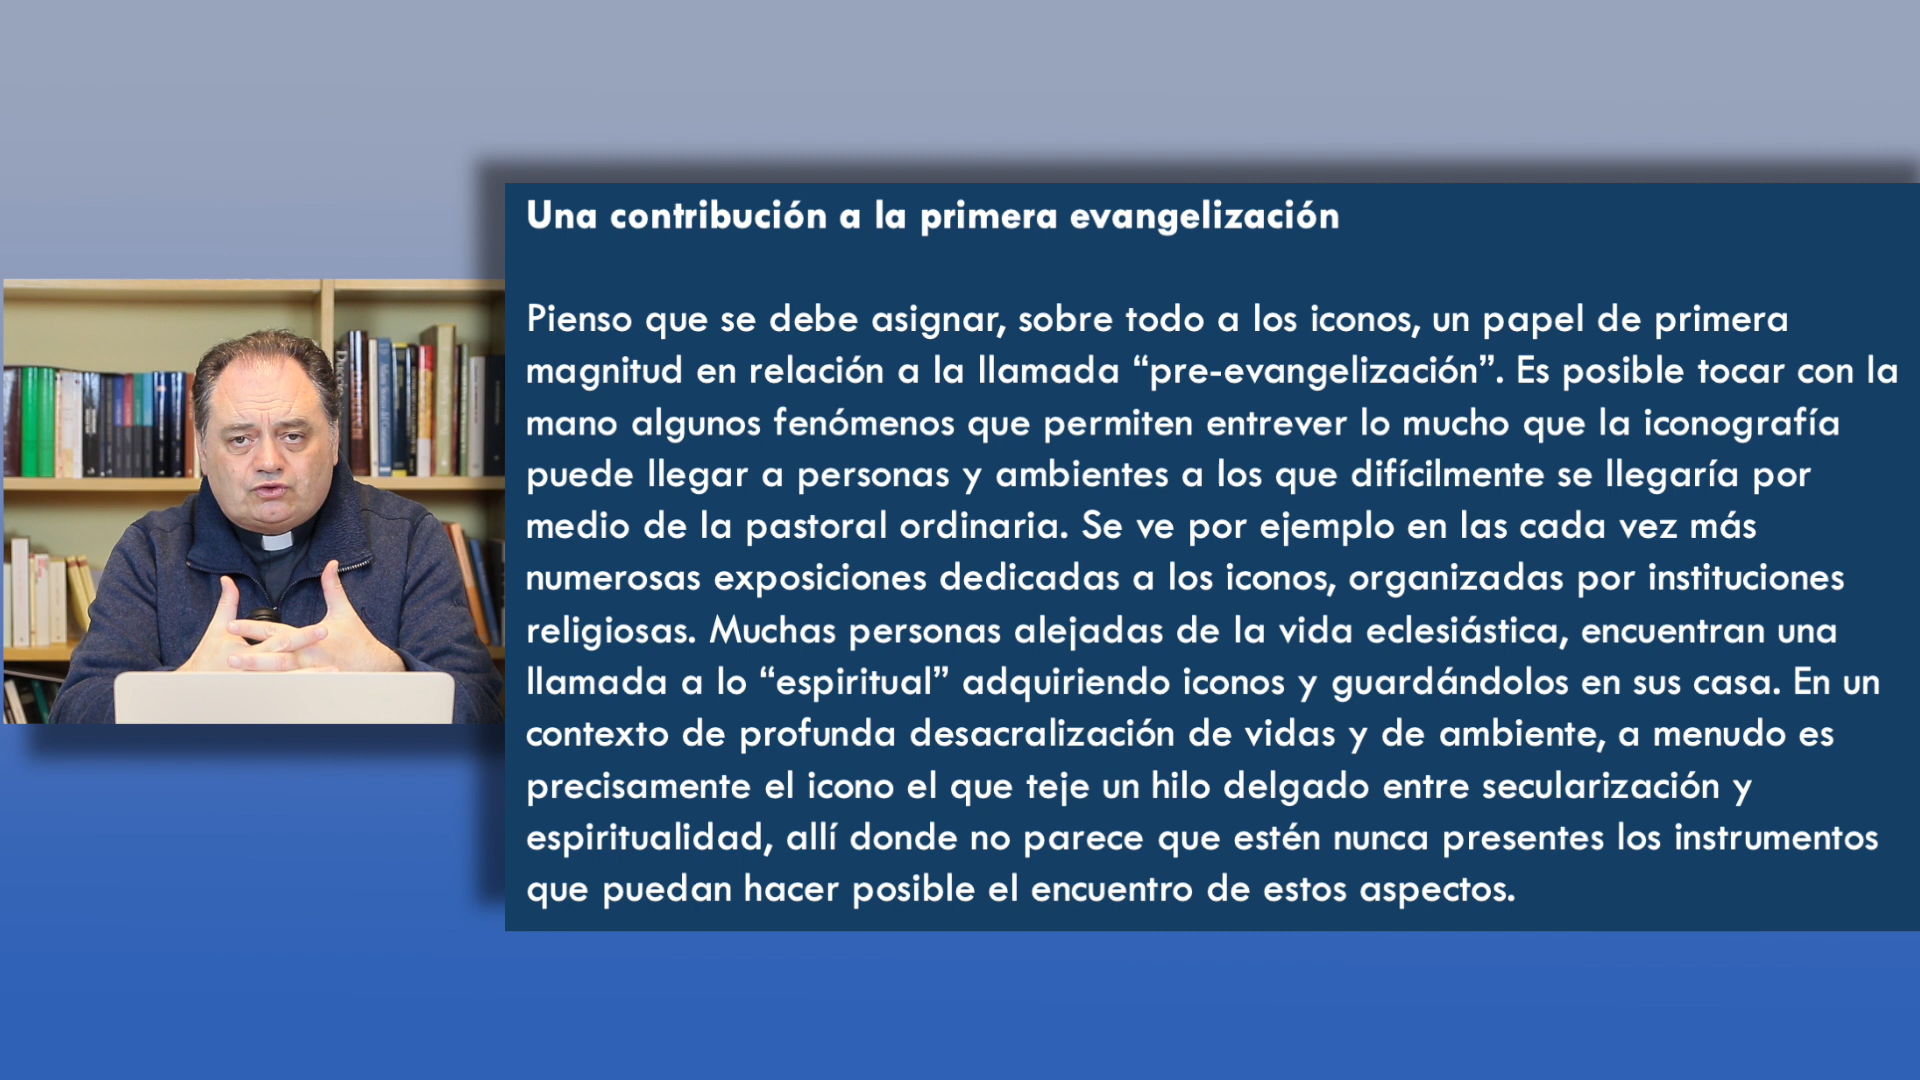 Una contribución a la primera evangelización
Pienso que se debe asignar, sobre todo a los iconos, un papel de primera
magnitud en relación a la llamada “pre-evangelización”. Es posible tocar con la
mano algunos fenómenos que permiten entrever lo mucho que la iconografía
puede llegar a personas y ambientes a los que difícilmente se llegaría por
medio de la pastoral ordinaria. Se ve por ejemplo en las cada vez más
numerosas exposiciones dedicadas a los iconos, organizadas por instituciones
religiosas. Muchas personas alejadas de la vida eclesiástica, encuentran una
llamada a lo “espiritual” adquiriendo iconos y guardándolos en sus casa. En un
contexto de profunda desacralización de vidas y de ambiente, a menudo es
precisamente el icono el que teje un hilo delgado entre secularización y
espiritualidad, allí donde no parece que estén nunca presentes los instrumentos
que puedan hacer posible el encuentro de estos aspectos.